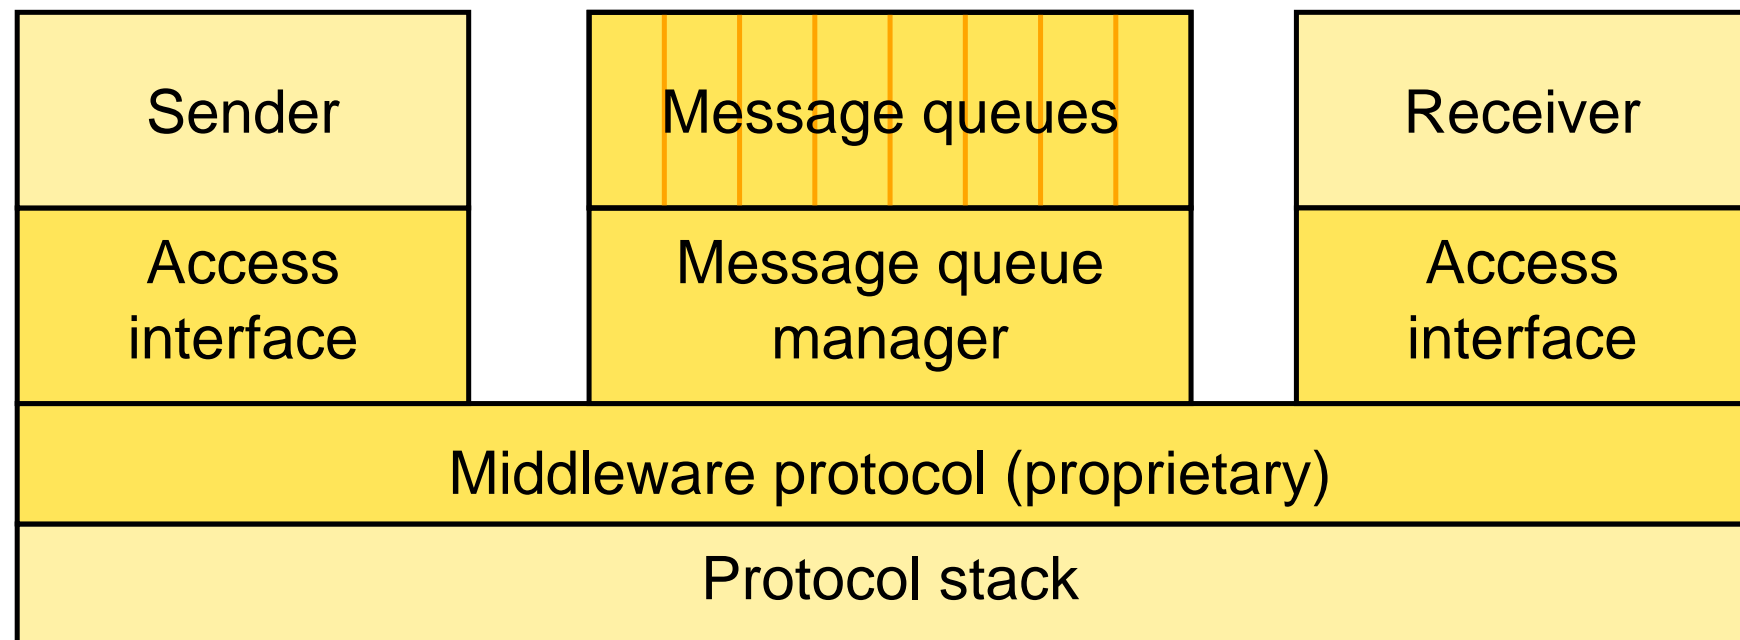 Sender
Message queues
Receiver
Access
interface
Message queue
manager
Access
interface
Middleware protocol (proprietary)
Protocol stack